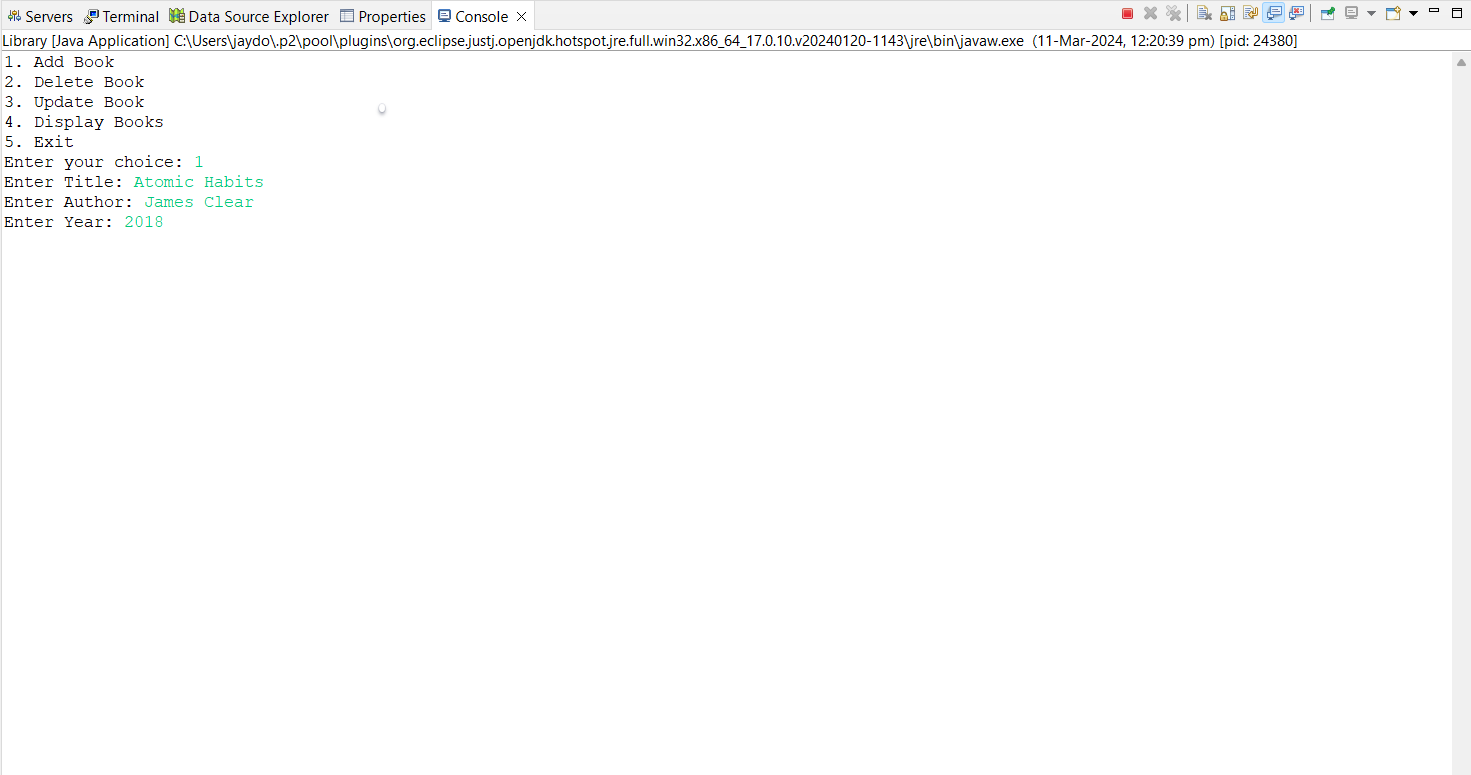 Servers Terminal Data Source Explorer Properties Console
Library [Java Application] C:\Users\jaydo\.p2\pool\plugins\org.eclipse.justj.openjdk.hotspot.jre.full.win32.x86_64_17.0.10.v20240120-1143\jre\bin\javaw.exe (11-Mar-2024, 12:20:39 pm) [pid: 24380]
1. Add Book
2. Delete Book
3. Update Book
4. Display Books
5. Exit
Enter your choice: 1
Enter Title: Atomic Habits
Enter Author: James Clear
Enter Year: 2018